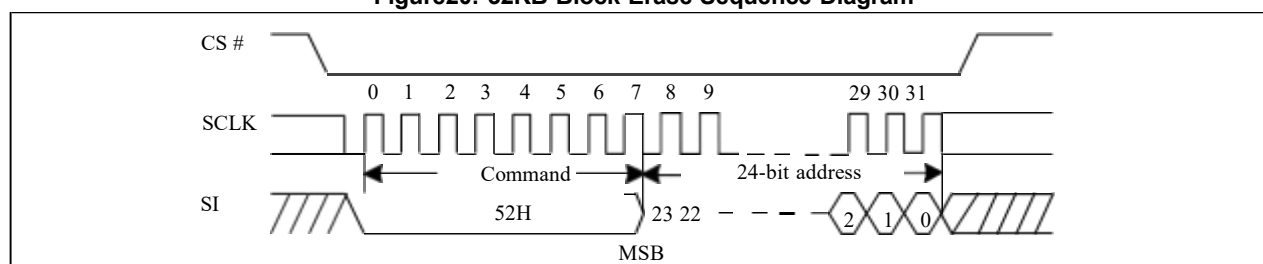 Figure20. 32KB Block Erase Sequence Diagram
CS #
0 1 2 3 4 5 6 7 8 9 29 30 31
SCLK
Command 24-bit address
SI 52H 23 22 2 1 0
MSB